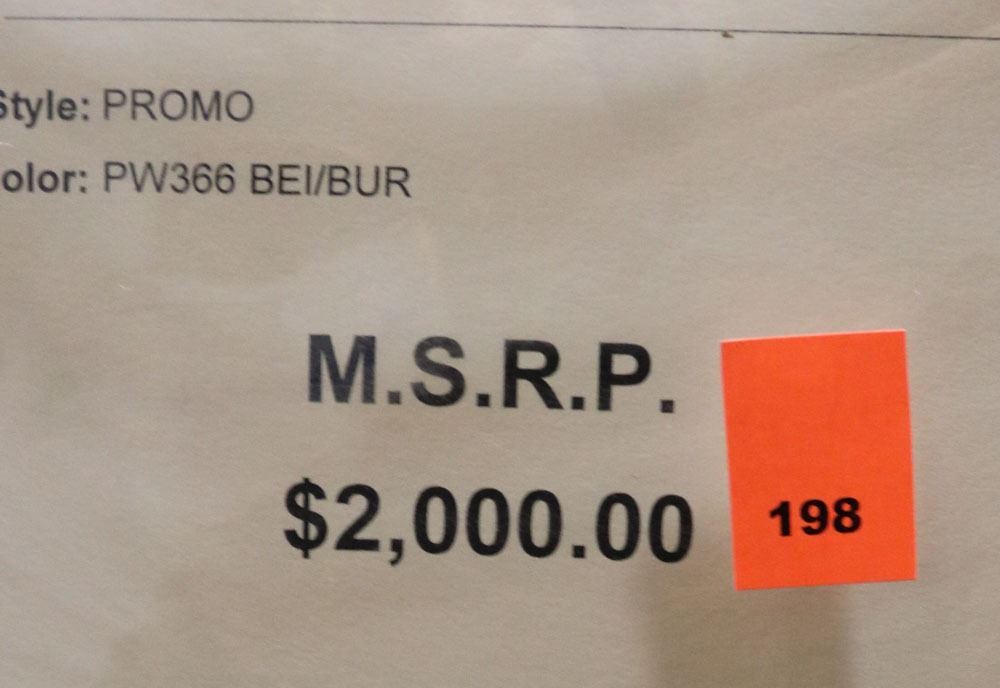 Style: PROMO
olor: PW366 BEI/BUR
M.S.R.P.
$2,000.00
198